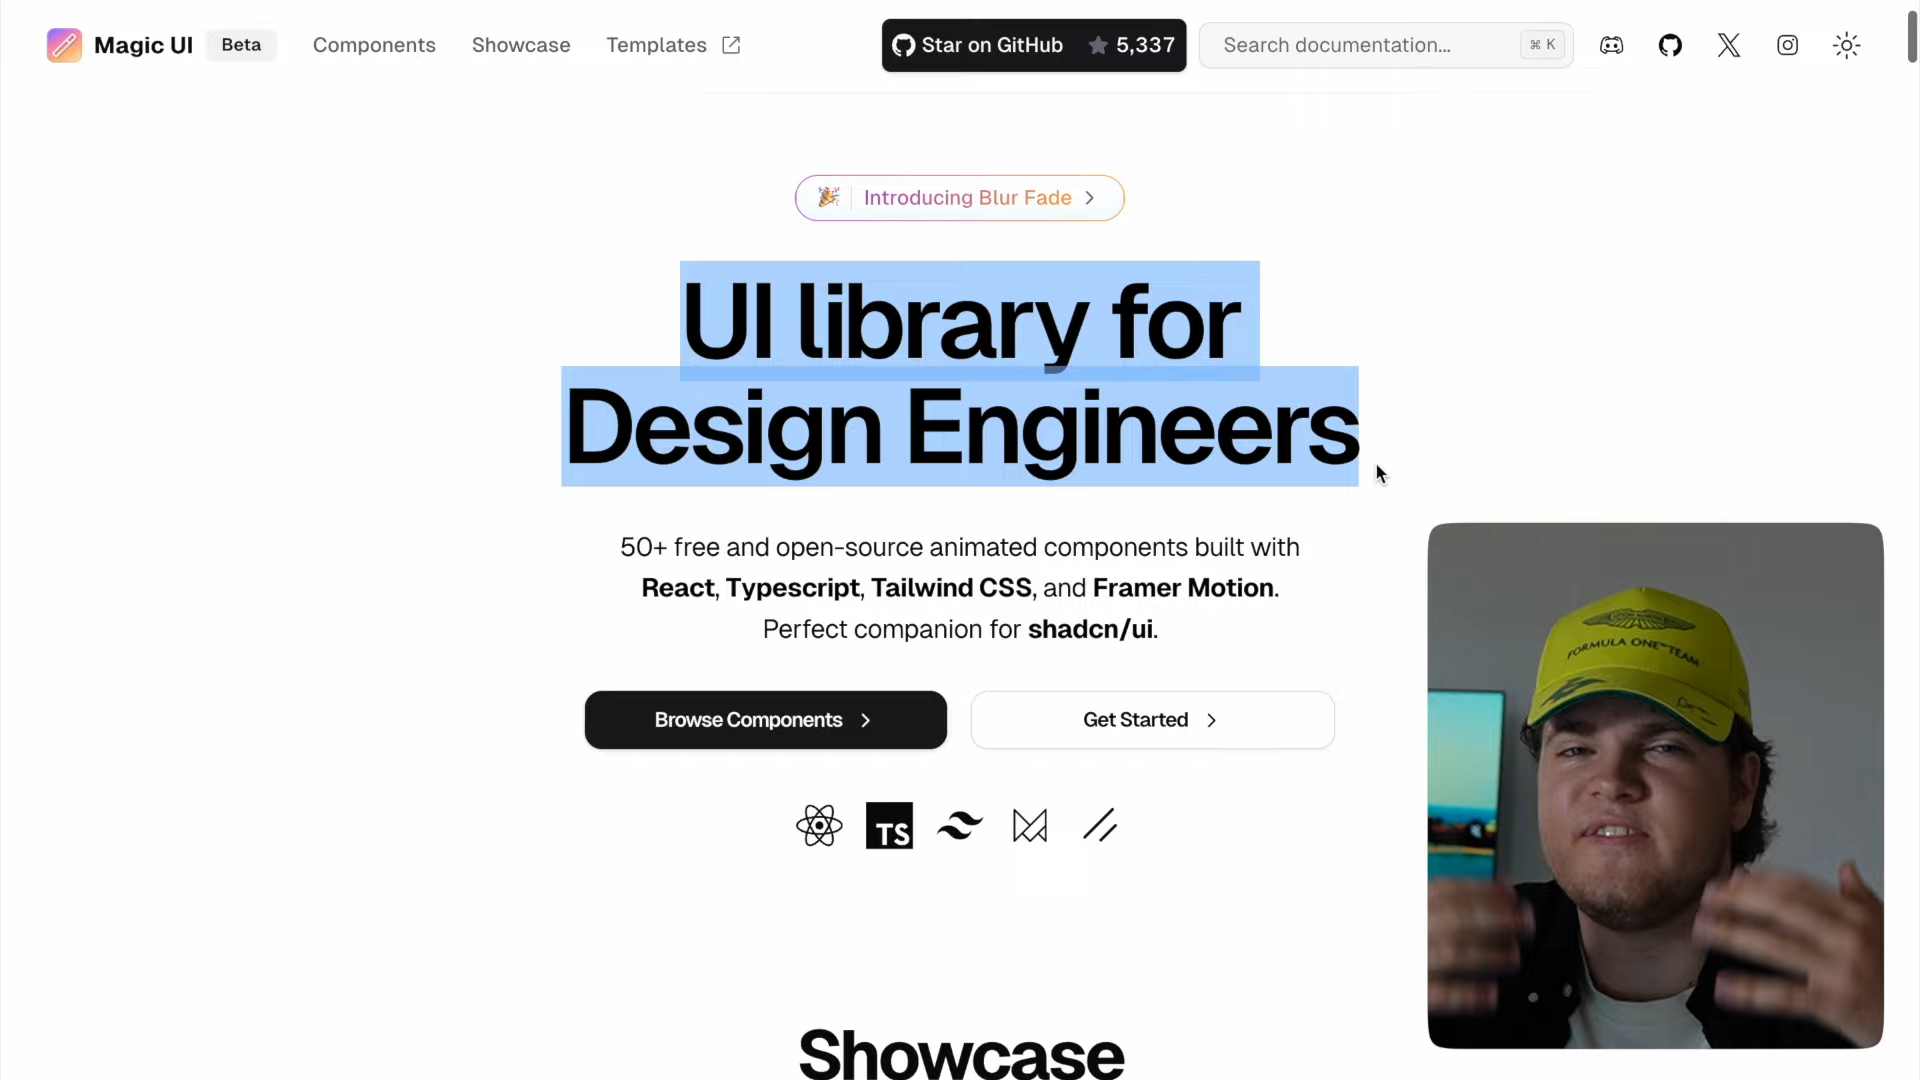 Magic UI Beta Components Showcase Templates Star on GitHub 5,337 Search documentation... ⌘ K
🎉 Introducing Blur Fade
UI library for
Design Engineers
50+ free and open-source animated components built with
React, Typescript, Tailwind CSS, and Framer Motion.
Perfect companion for shadcn/ui.
Browse Components
Get Started
TS
FORMULA ONE™ TEAM
Showcase